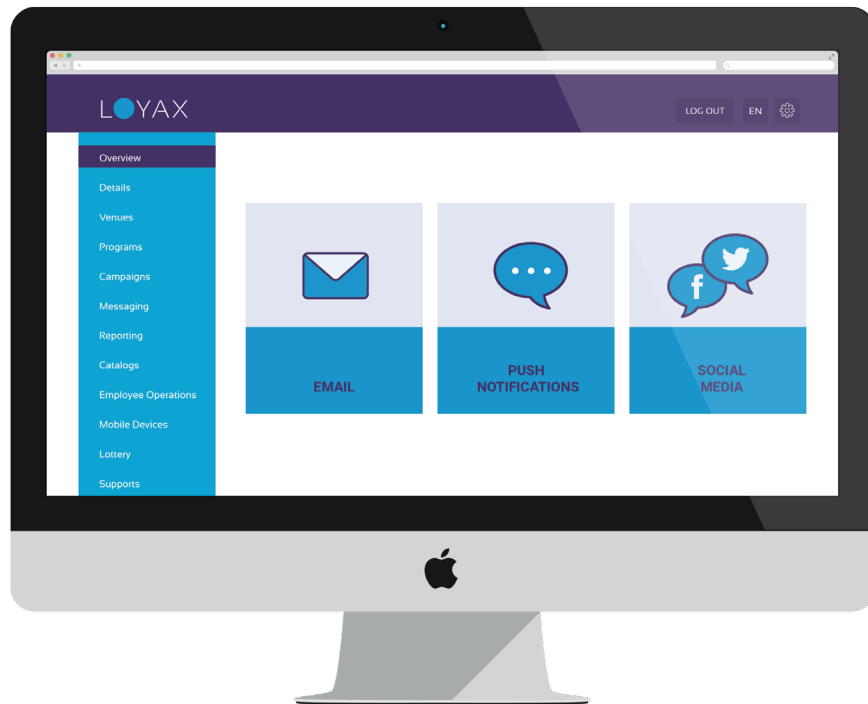 LOYAX
LOG OUT
EN
Overview
Details
Venues
Programs
Campaigns
Messaging
Reporting
Catalogs
Employee Operations
Mobile Devices
Lottery
Supports
EMAIL
PUSH
NOTIFICATIONS
SOCIAL
MEDIA